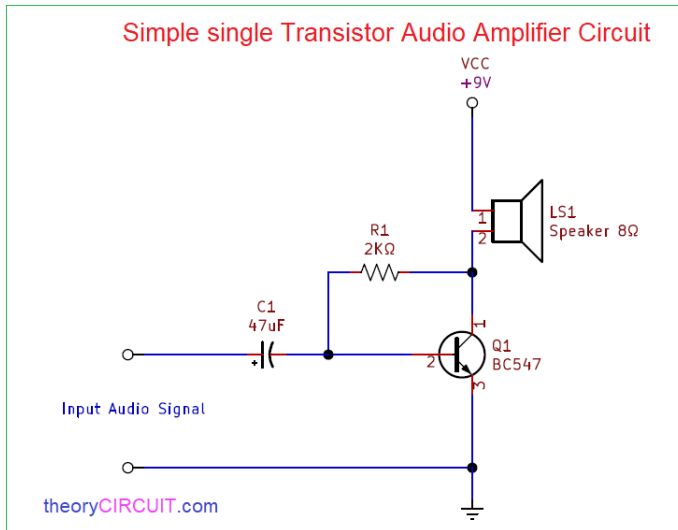 Simple single Transistor Audio Amplifier Circuit
VCC
+9V
1
2
LS1
Speaker 8Ω
R1
2KΩ
C1
47uF
+
1
2
3
Q1
BC547
Input Audio Signal
theoryCIRCUIT.com